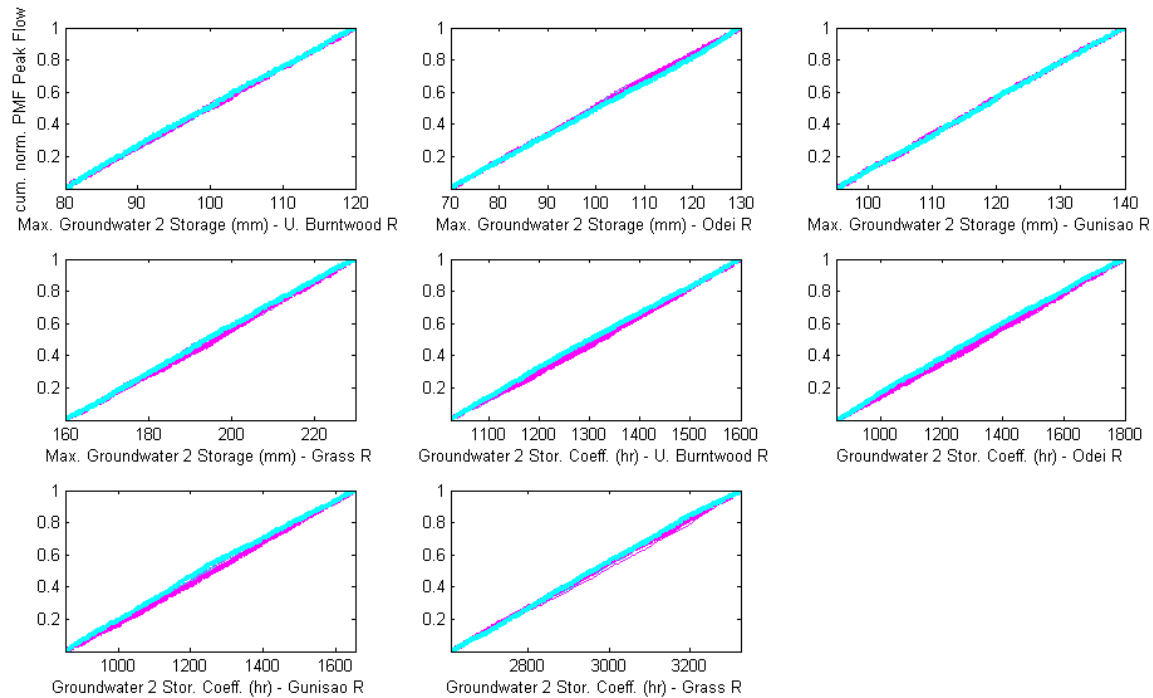 cum. norm. PMF Peak Flow
1
0.8
0.6
0.4
0.2
80 90 100 110 120
Max. Groundwater 2 Storage (mm) - U. Burntwood R
1
0.8
0.6
0.4
0.2
70 80 90 100 110 120 130
Max. Groundwater 2 Storage (mm) - Odei R
1
0.8
0.6
0.4
0.2
100 110 120 130 140
Max. Groundwater 2 Storage (mm) - Gunisao R
1
0.8
0.6
0.4
0.2
160 180 200 220
Max. Groundwater 2 Storage (mm) - Grass R
1
0.8
0.6
0.4
0.2
1100 1200 1300 1400 1500 1600
Groundwater 2 Stor. Coeff. (hr) - U. Burntwood R
1
0.8
0.6
0.4
0.2
1000 1200 1400 1600 1800
Groundwater 2 Stor. Coeff. (hr) - Odei R
1
0.8
0.6
0.4
0.2
1000 1200 1400 1600
Groundwater 2 Stor. Coeff. (hr) - Gunisao R
1
0.8
0.6
0.4
0.2
2800 3000 3200
Groundwater 2 Stor. Coeff. (hr) - Grass R